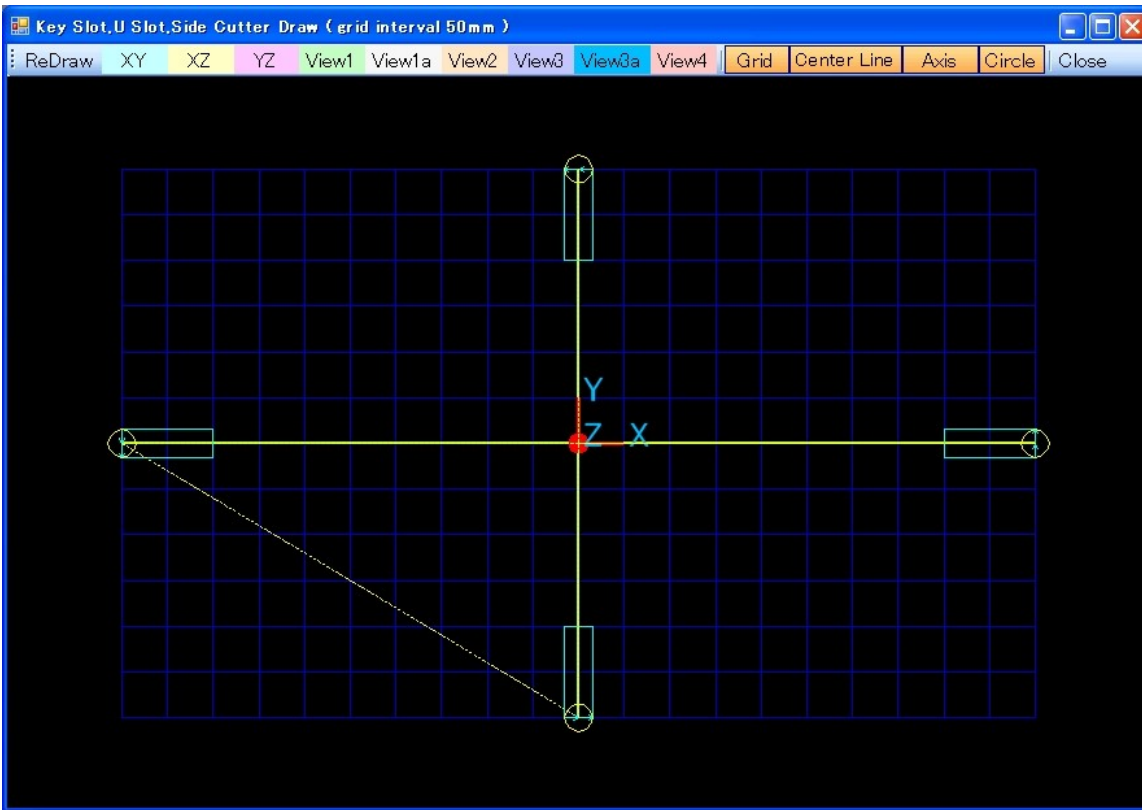 Key Slot,U Slot,Side Cutter Draw ( grid interval 50mm )
ReDraw XY XZ YZ View1 View1a View2 View3 View3a View4 Grid Center Line Axis Circle Close
Y
Z X